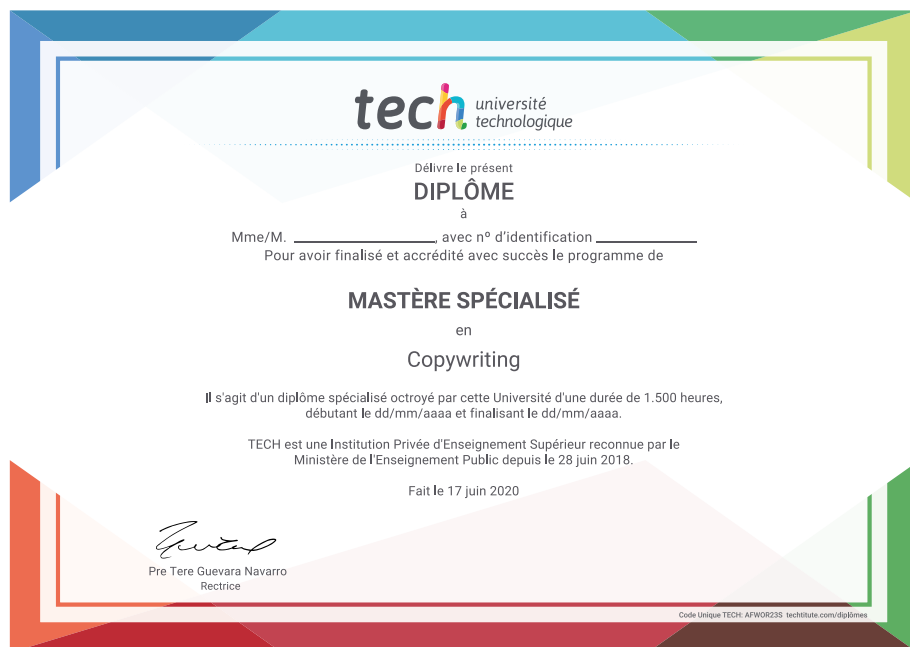 tech université
technologique
Délivre le présent
DIPLÔME
à
Mme/M. ____________, avec nº d'identification ____________
Pour avoir finalisé et accrédité avec succès le programme de
MASTÈRE SPÉCIALISÉ
en
Copywriting
Il s'agit d'un diplôme spécialisé octroyé par cette Université d'une durée de 1.500 heures,
débutant le dd/mm/aaaa et finalisant le dd/mm/aaaa.
TECH est une Institution Privée d'Enseignement Supérieur reconnue par le
Ministère de l'Enseignement Public depuis le 28 juin 2018.
Fait le 17 juin 2020
Pre Tere Guevara Navarro
Rectrice
Code Unique TECH: AFWOR23S techtitute.com/diplômes